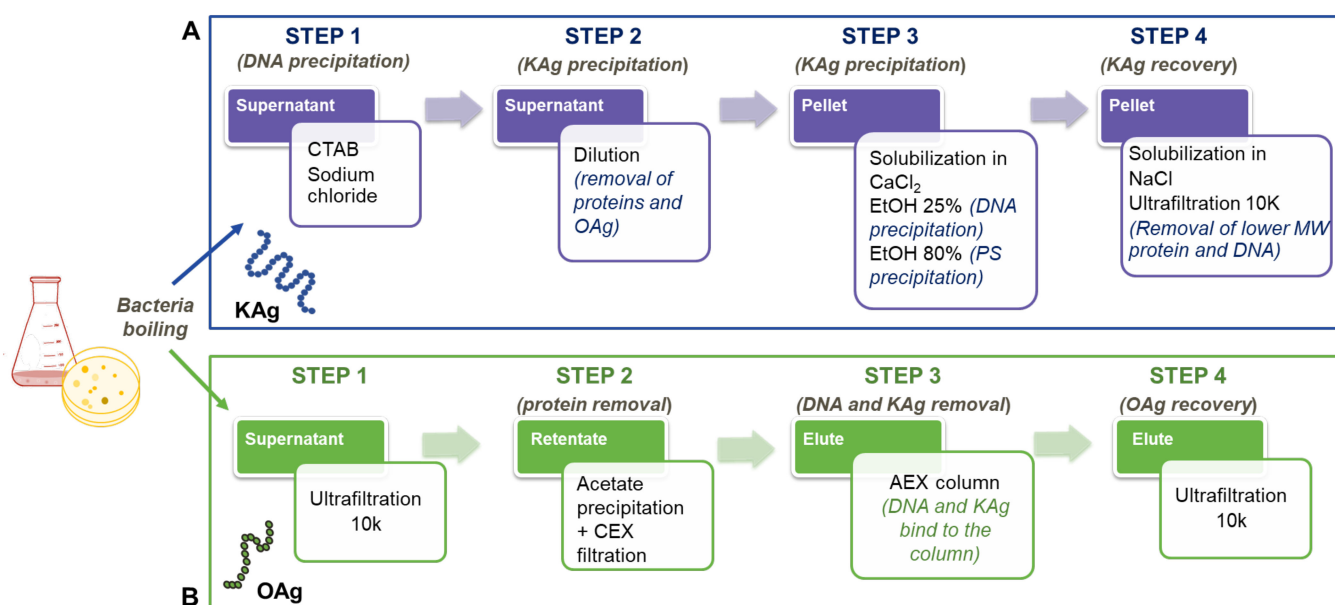 A
STEP 1
(DNA precipitation)
Supernatant
CTAB
Sodium
chloride
STEP 2
(KAg precipitation)
Supernatant
Dilution
(removal of
proteins and
OAg)
STEP 3
(KAg precipitation)
Pellet
Solubilization in
CaCl₂
EtOH 25% (DNA
precipitation)
EtOH 80% (PS
precipitation)
STEP 4
(KAg recovery)
Pellet
Solubilization in
NaCl
Ultrafiltration 10K
(Removal of lower MW
protein and DNA)
KAg
Bacteria
boiling
STEP 1
Supernatant
Ultrafiltration
10k
STEP 2
(protein removal)
Retentate
Acetate
precipitation
+ CEX
filtration
STEP 3
(DNA and KAg removal)
Elute
AEX column
(DNA and KAg
bind to the
column)
STEP 4
(OAg recovery)
Elute
Ultrafiltration
10k
OAg
B